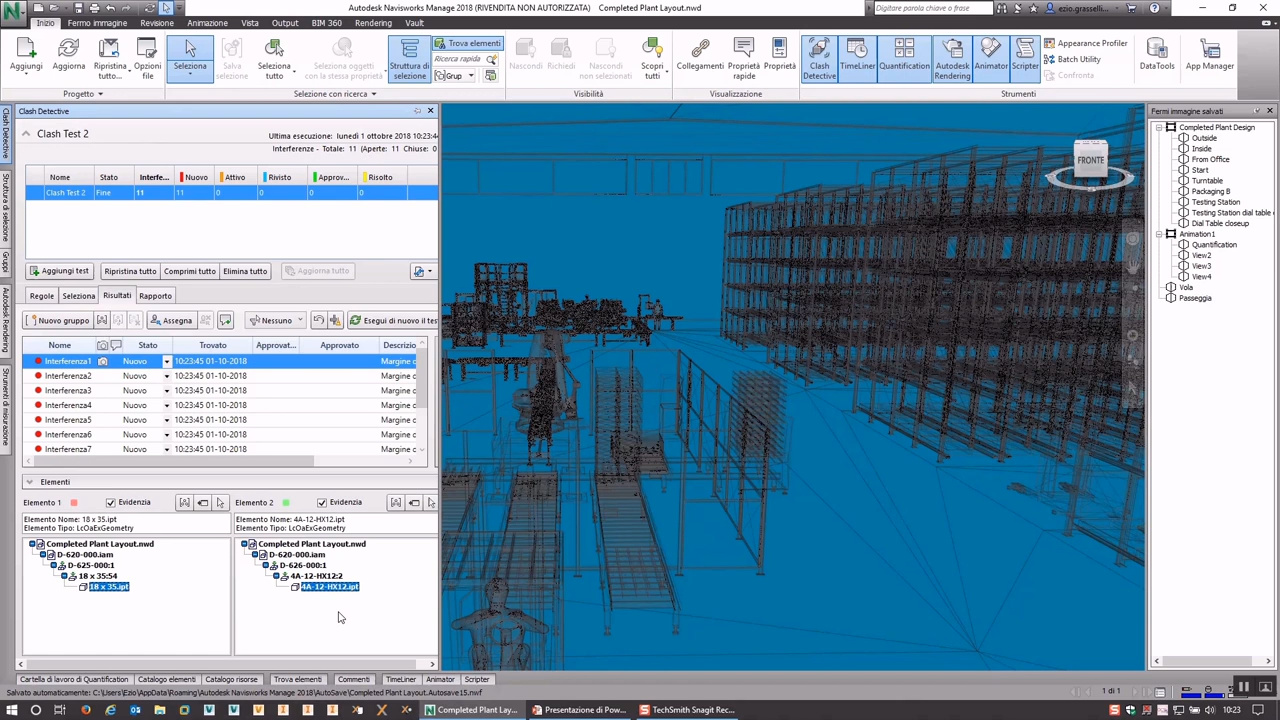 Autodesk Navisworks Manage 2018 (RIVENDITA NON AUTORIZZATA) Completed Plant Layout.nwd
Digitare parola chiave o frase
ezio.grasselli...
Inizio Fermo immagine Revisione Animazione Vista Output BIM 360 Rendering Vault
Aggiungi Aggiorna Ripristina tutto... Opzioni file
Seleziona Salva selezione Seleziona tutto Selezione oggetti con la stessa proprietà Struttura di selezione
Trova elementi
Ricerca rapida
Grup
Nascondi Richiedi Nascondi non selezionati Scopri tutti
Collegamenti Proprietà rapide Proprietà
Clash Detective TimeLiner Quantification Autodesk Rendering Animator Scripter
Appearance Profiler
Batch Utility
Confronta
DataTools App Manager
Progetto Selezione con ricerca Visibilità Visualizzazione Strumenti
Clash Detective
Clash Test 2
Ultima esecuzione: lunedì 1 ottobre 2018 10:23:4
Interferenze - Totale: 11 (Aperte: 11 Chiuse: 0
Nome Stato Interfe... Nuovo Attivo Rivisto Approv... Risolto
Clash Test 2 Fine 11 11 0 0 0 0
Aggiungi test Ripristina tutto Comprimi tutto Elimina tutto Aggiorna tutto
Regole Seleziona Risultati Rapporto
Nuovo gruppo Assegna Nessuno Esegui di nuovo il te
Nome Stato Trovato Approvat... Approvato Descrizio
Interferenza1 Nuovo 10:23:45 01-10-2018 Margine c
Interferenza2 Nuovo 10:23:45 01-10-2018 Margine c
Interferenza3 Nuovo 10:23:45 01-10-2018 Margine c
Interferenza4 Nuovo 10:23:45 01-10-2018 Margine c
Interferenza5 Nuovo 10:23:45 01-10-2018 Margine c
Interferenza6 Nuovo 10:23:45 01-10-2018 Margine c
Interferenza7 Nuovo 10:23:45 01-10-2018 Margine c
Elementi
Elemento 1 Evidenzia Elemento 2 Evidenzia
Elemento Nome: 18 x 35.ipt
Elemento Tipo: LcOaExGeometry
Elemento Nome: 4A-12-HX12.ipt
Elemento Tipo: LcOaExGeometry
Completed Plant Layout.nwd
D-620-000.iam
D-625-000:1
18 x 35:54
18 x 35.ipt
Completed Plant Layout.nwd
D-620-000.iam
D-626-000:1
4A-12-HX12:2
4A-12-HX12.ipt
FRONTE
Fermi immagine salvati
Completed Plant Design
Outside
Inside
From Office
Start
Turntable
Packaging B
Testing Station
Testing Station dial table
Dial Table closeup
Animation1
Quantification
View2
View3
View4
Vola
Passeggia
Clash Detective
Struttura di selezione
Gruppi
Autodesk Rendering
Strumenti di misurazione
Cartella di lavoro di Quantification Catalogo elementi Catalogo risorse Trova elementi Commenti TimeLiner Animator Scripter
Salvato automaticamente: C:\Users\Ezio\AppData\Roaming\Autodesk Navisworks Manage 2018\AutoSave\Completed Plant Layout.Autosave15.nwf
1 di 1
Completed Plant Lay... Presentazione di Pow... TechSmith Snagit Rec...
10:23